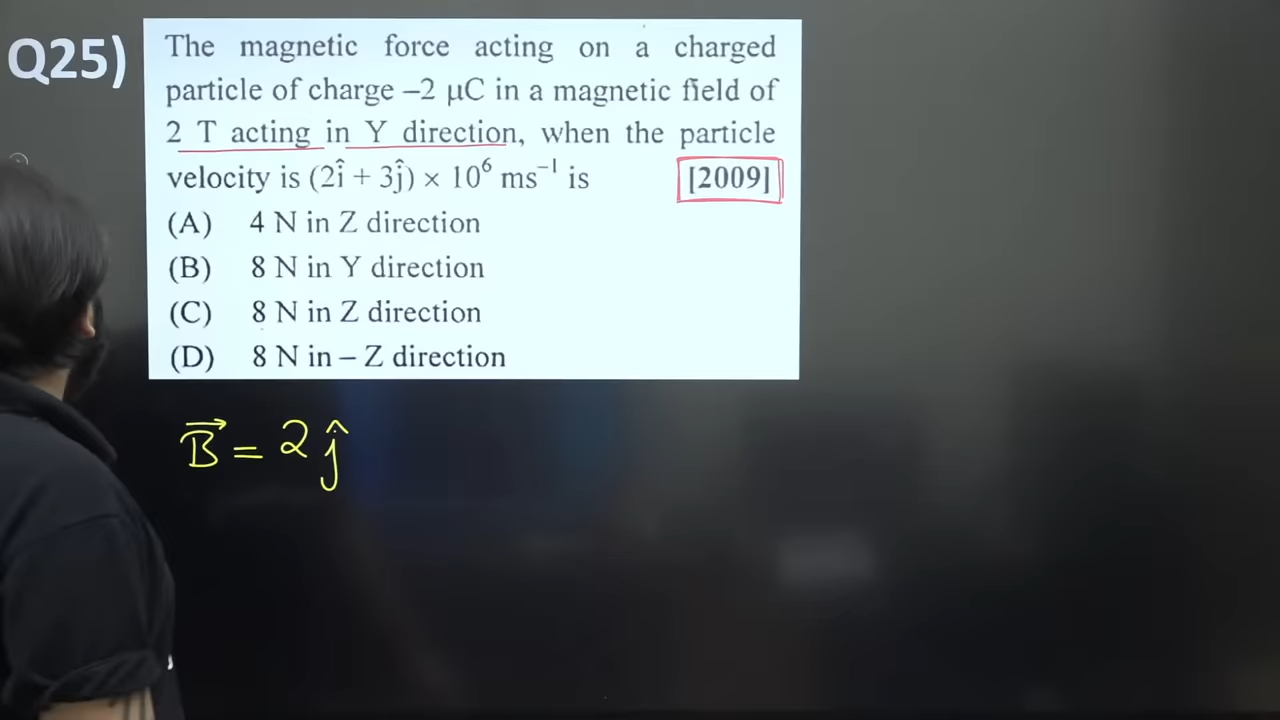 Q25)
The magnetic force acting on a charged
particle of charge –2 μC in a magnetic field of
2 T acting in Y direction, when the particle
velocity is (2î + 3ĵ) × 10⁶ ms⁻¹ is [2009]
(A) 4 N in Z direction
(B) 8 N in Y direction
(C) 8 N in Z direction
(D) 8 N in – Z direction
B⃗ = 2 ĵ